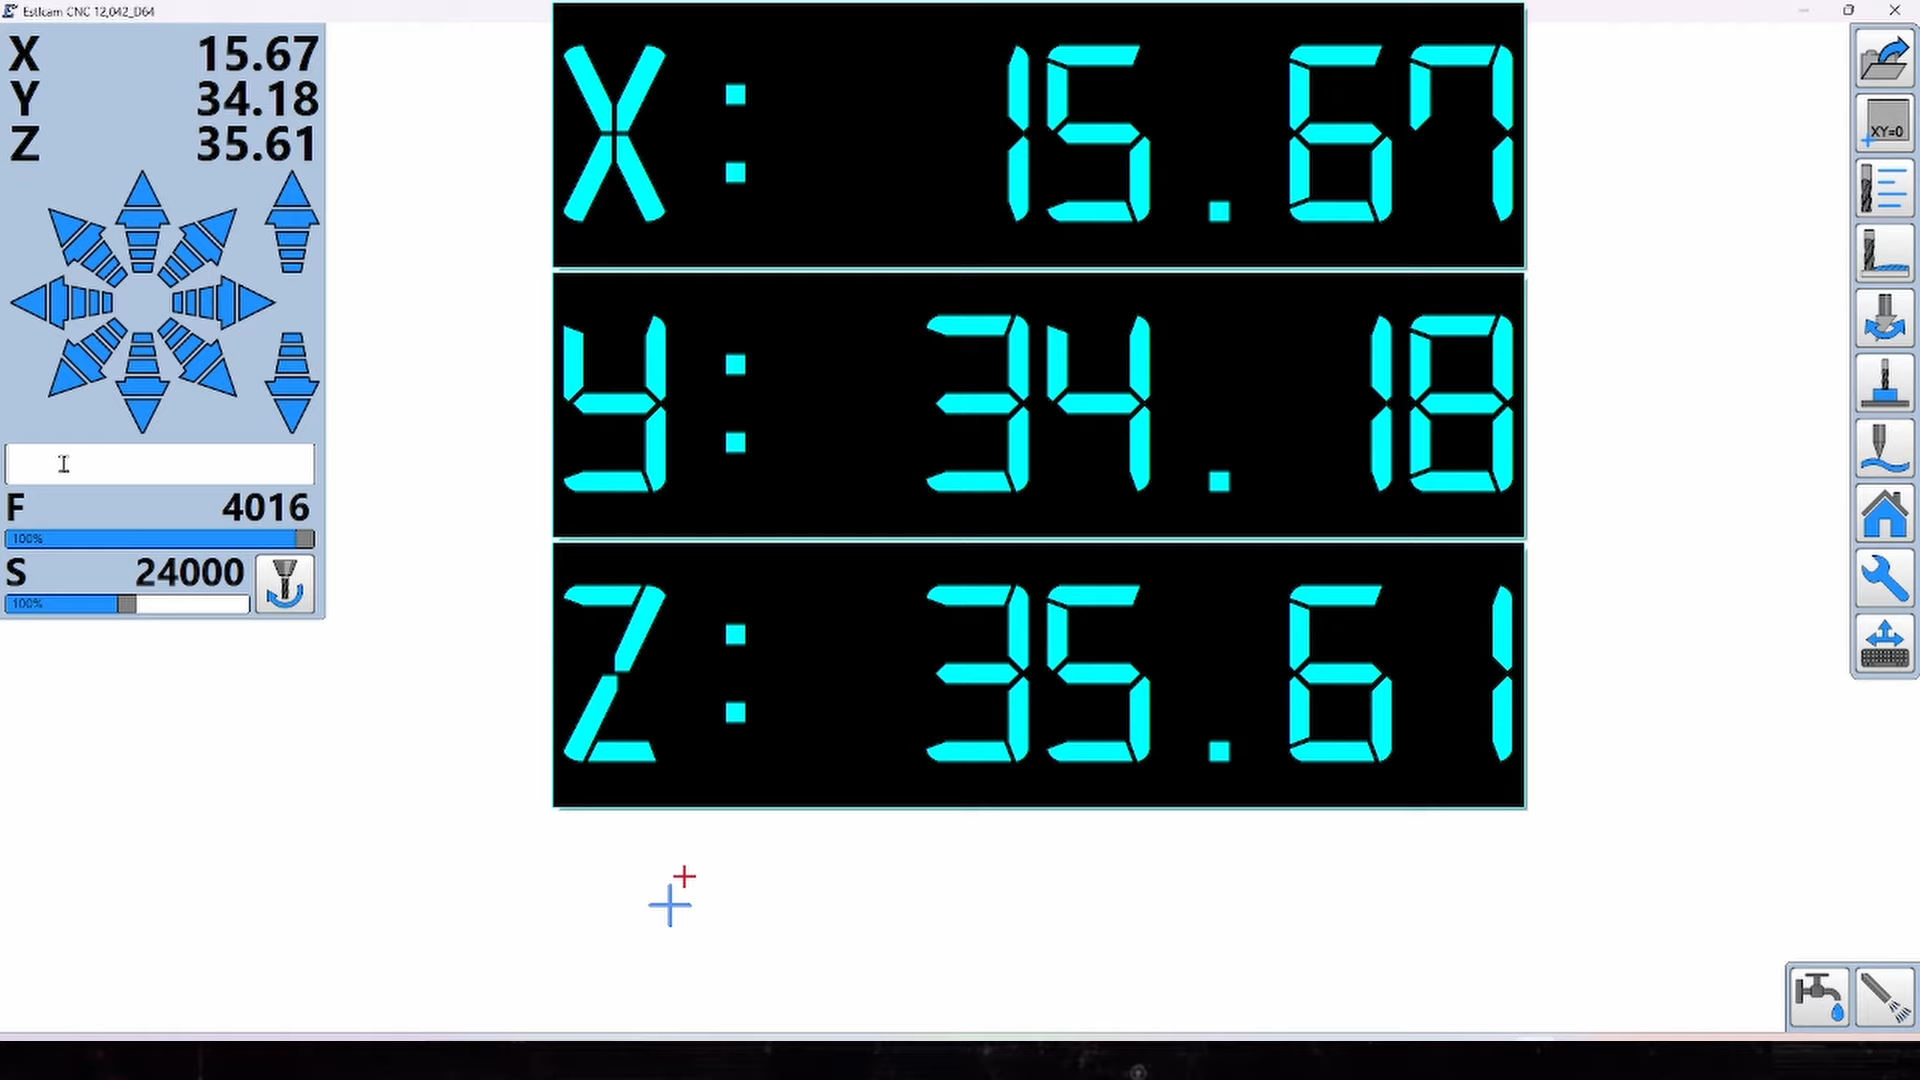 Estlcam CNC 12,042_D64
X 15.67
Y 34.18
Z 35.61
F 4016
100%
S 24000
100%
X: 15.67
Y: 34.18
Z: 35.61
XY=0